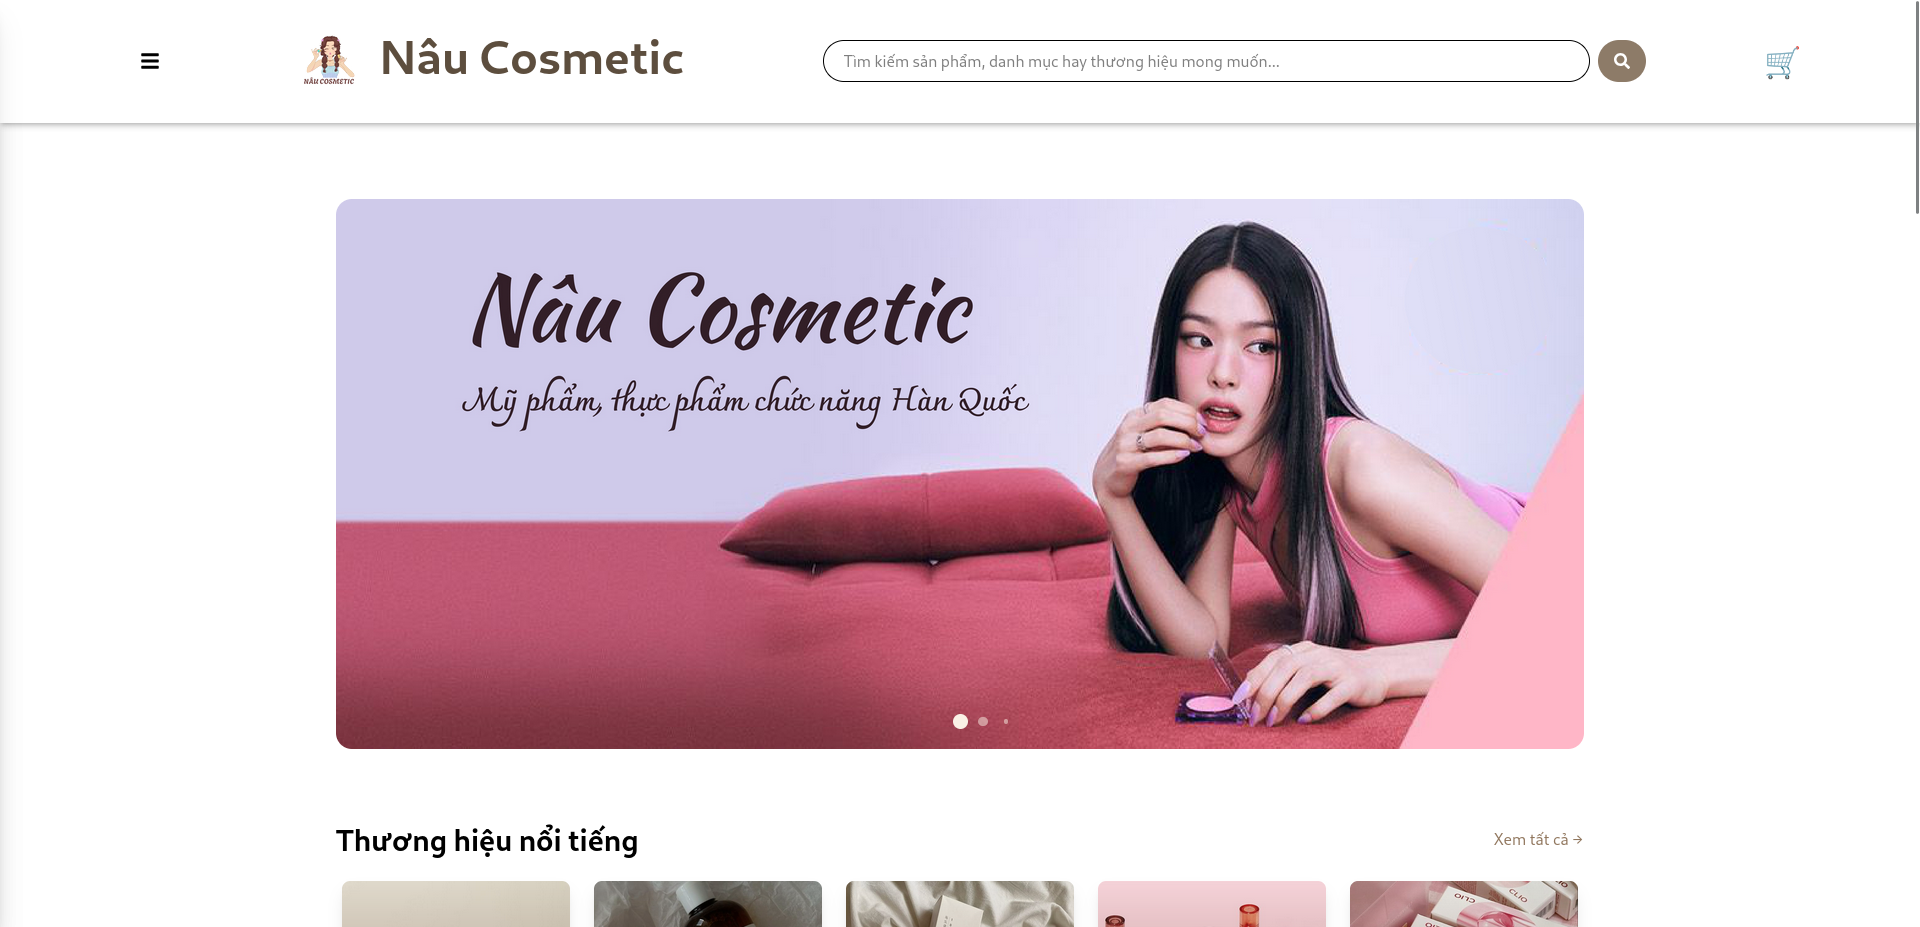 NÂU COSMETIC
Nâu Cosmetic
Tìm kiếm sản phẩm, danh mục hay thương hiệu mong muốn...
Nâu Cosmetic
Mỹ phẩm, thực phẩm chức năng Hàn Quốc
Thương hiệu nổi tiếng
Xem tất cả →
CLIO
CLIO
CLIO